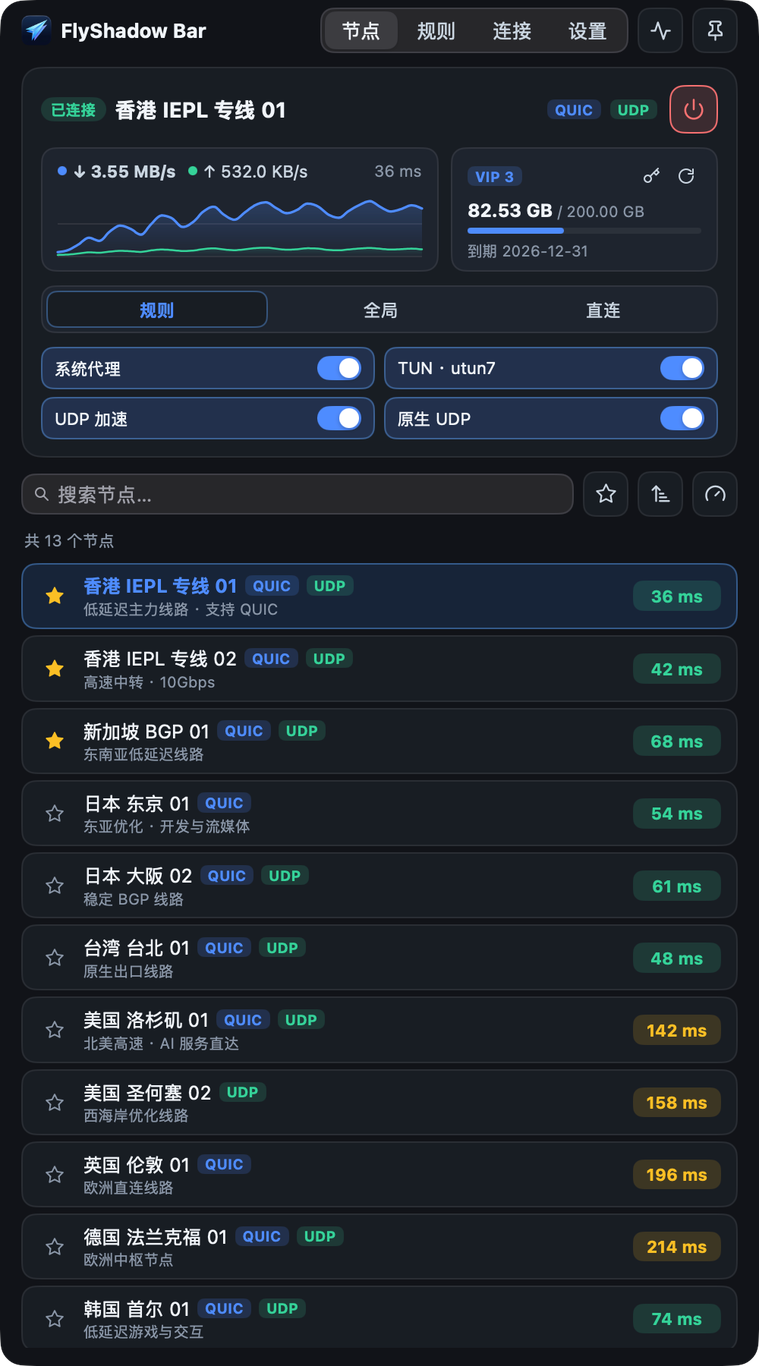 FlyShadow Bar 节点 规则 连接 设置
已连接 香港 IEPL 专线 01 QUIC UDP
↓ 3.55 MB/s ↑ 532.0 KB/s 36 ms
VIP 3
82.53 GB / 200.00 GB
到期 2026-12-31
规则 全局 直连
系统代理 TUN · utun7
UDP 加速 原生 UDP
搜索节点...
共 13 个节点
香港 IEPL 专线 01 QUIC UDP
低延迟主力线路 · 支持 QUIC
36 ms
香港 IEPL 专线 02 QUIC UDP
高速中转 · 10Gbps
42 ms
新加坡 BGP 01 QUIC UDP
东南亚低延迟线路
68 ms
日本 东京 01 QUIC
东亚优化 · 开发与流媒体
54 ms
日本 大阪 02 QUIC UDP
稳定 BGP 线路
61 ms
台湾 台北 01 QUIC UDP
原生出口线路
48 ms
美国 洛杉矶 01 QUIC UDP
北美高速 · AI 服务直达
142 ms
美国 圣何塞 02 UDP
西海岸优化线路
158 ms
英国 伦敦 01 QUIC
欧洲直连线路
196 ms
德国 法兰克福 01 QUIC UDP
欧洲中枢节点
214 ms
韩国 首尔 01 QUIC UDP
低延迟游戏与交互
74 ms